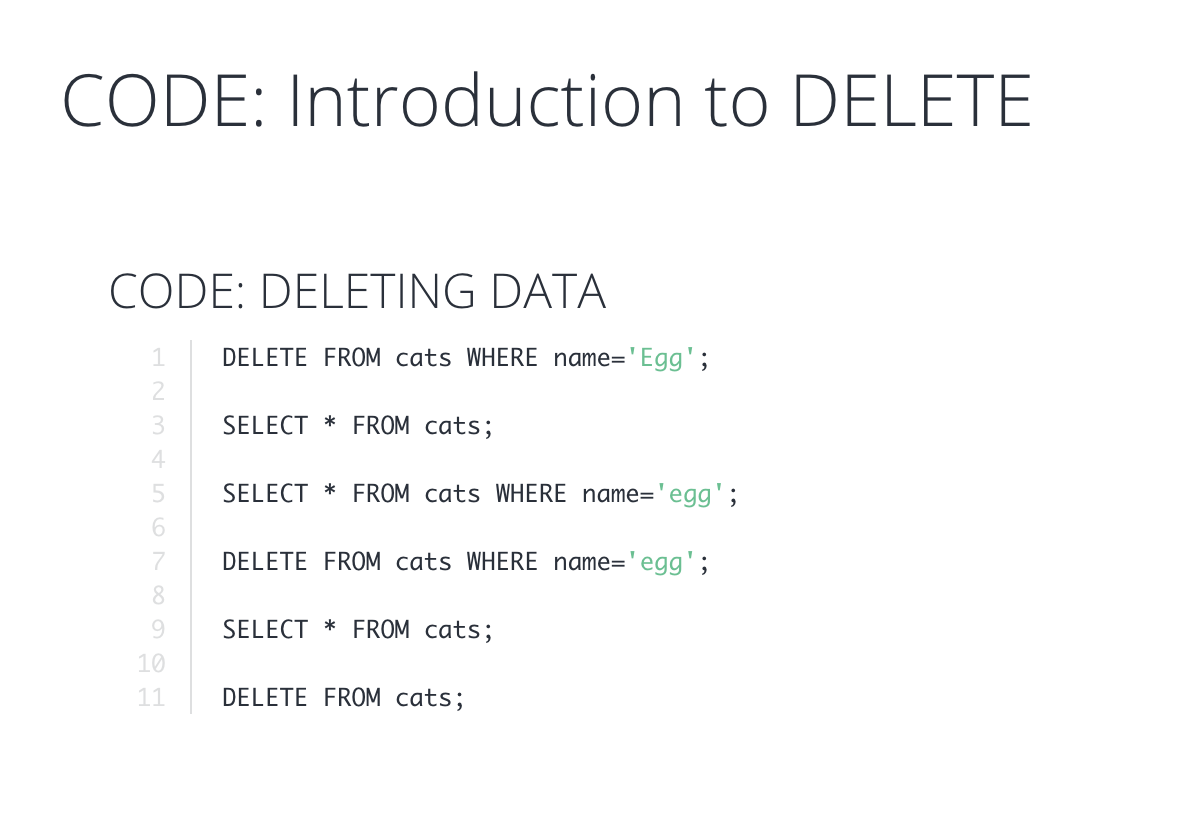 CODE: Introduction to DELETE
CODE: DELETING DATA
1 DELETE FROM cats WHERE name='Egg';
2
3 SELECT * FROM cats;
4
5 SELECT * FROM cats WHERE name='egg';
6
7 DELETE FROM cats WHERE name='egg';
8
9 SELECT * FROM cats;
10
11 DELETE FROM cats;